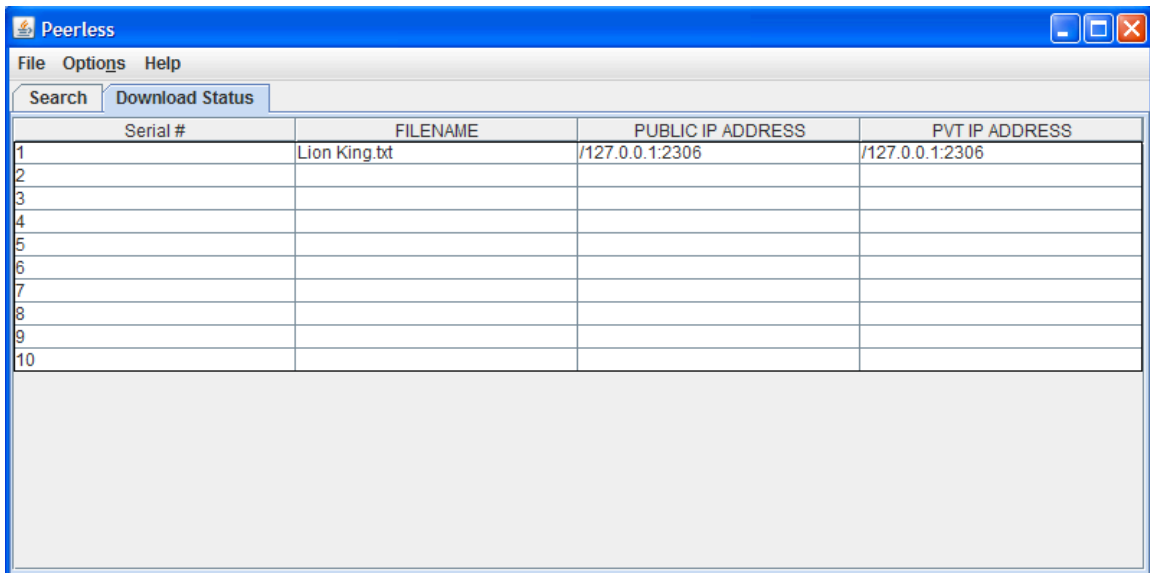 Peerless
File Options Help
Search Download Status
Serial # FILENAME PUBLIC IP ADDRESS PVT IP ADDRESS
1 Lion King.txt /127.0.0.1:2306 /127.0.0.1:2306
2
3
4
5
6
7
8
9
10